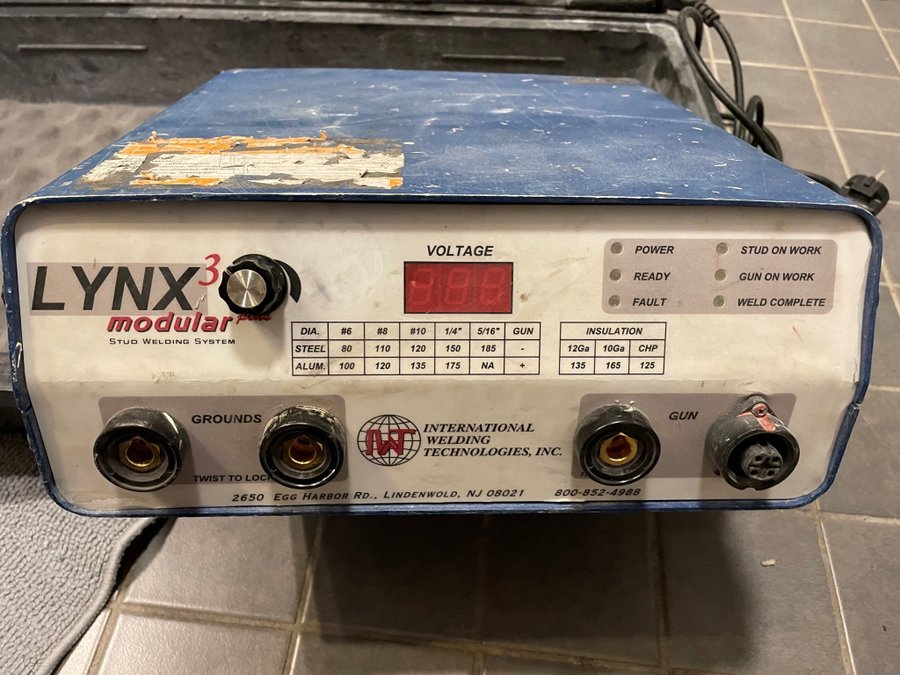 LYNX3
modular plus
STUD WELDING SYSTEM
VOLTAGE
POWER
READY
FAULT
STUD ON WORK
GUN ON WORK
WELD COMPLETE
DIA. #6 #8 #10 1/4" 5/16" GUN
STEEL 80 110 120 150 185 -
ALUM. 100 120 135 175 NA +
INSULATION
12Ga 10Ga CHP
135 165 125
GROUNDS
TWIST TO LOCK
IWT
INTERNATIONAL
WELDING
TECHNOLOGIES, INC.
GUN
2650 EGG HARBOR RD., LINDENWOLD, NJ 08021 800-852-4988